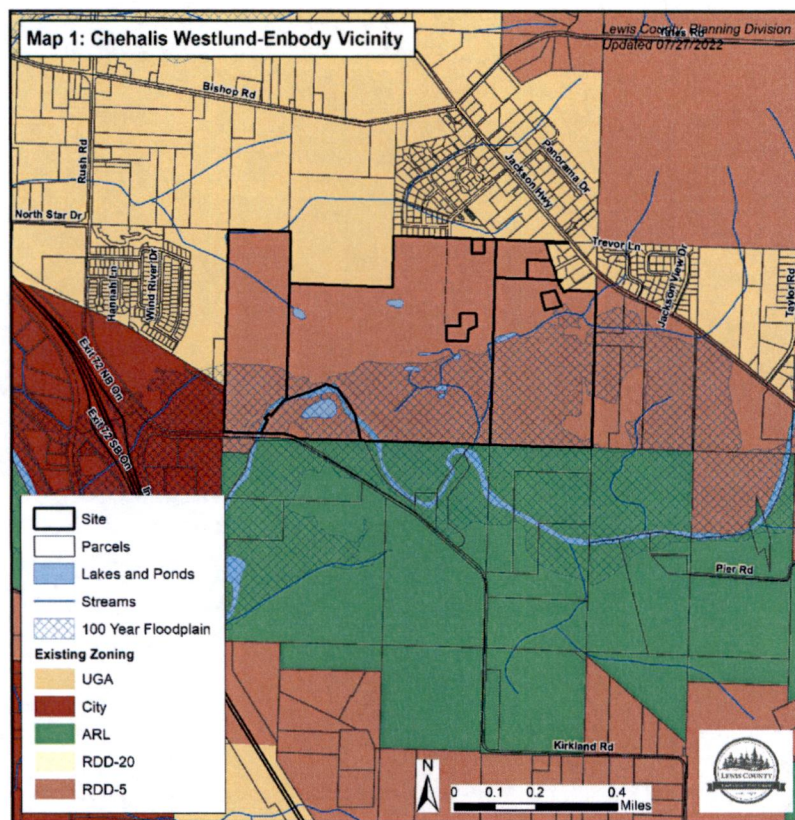 Map 1: Chehalis Westlund-Enbody Vicinity
Lewis County, Planning Division
Updated 07/27/2022
Bishop Rd
Rush Rd
Jackson Hwy
Panorama Dr
North Star Dr
Trevor Ln
Hannah Ln
Wind River Dr
Jackson View Dr
Taylor Rd
Exit 72 NB On
Exit 72 SB On
In
Site
Parcels
Lakes and Ponds
Streams
100 Year Floodplain
Existing Zoning
UGA
City
ARL
RDD-20
RDD-5
Pier Rd
Kirkland Rd
N
0 0.2 0.4
Miles
LEWIS COUNTY